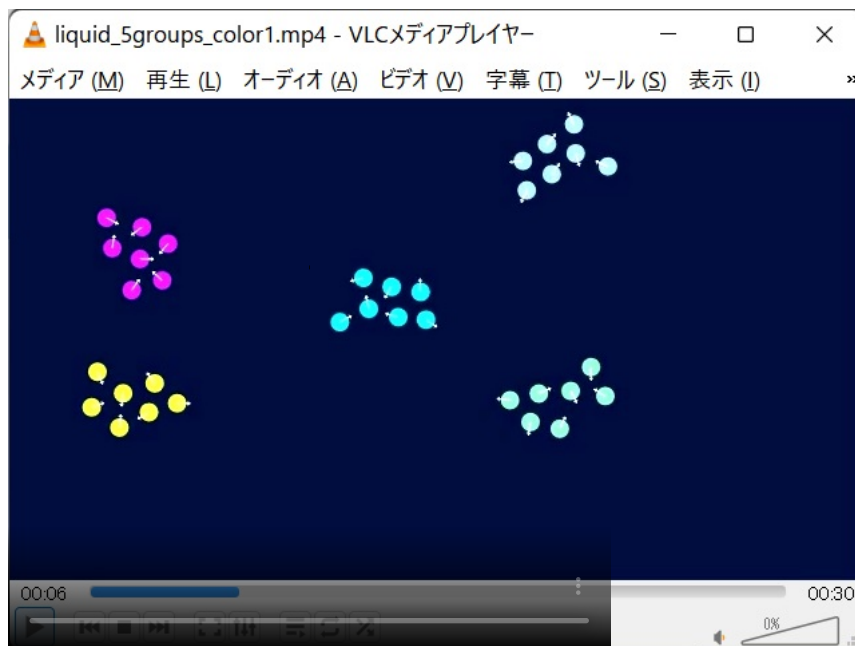 liquid_5groups_color1.mp4 - VLCメディアプレイヤー
メディア (M) 再生 (L) オーディオ (A) ビデオ (V) 字幕 (T) ツール (S) 表示 (I) »
00:06 00:30
0%